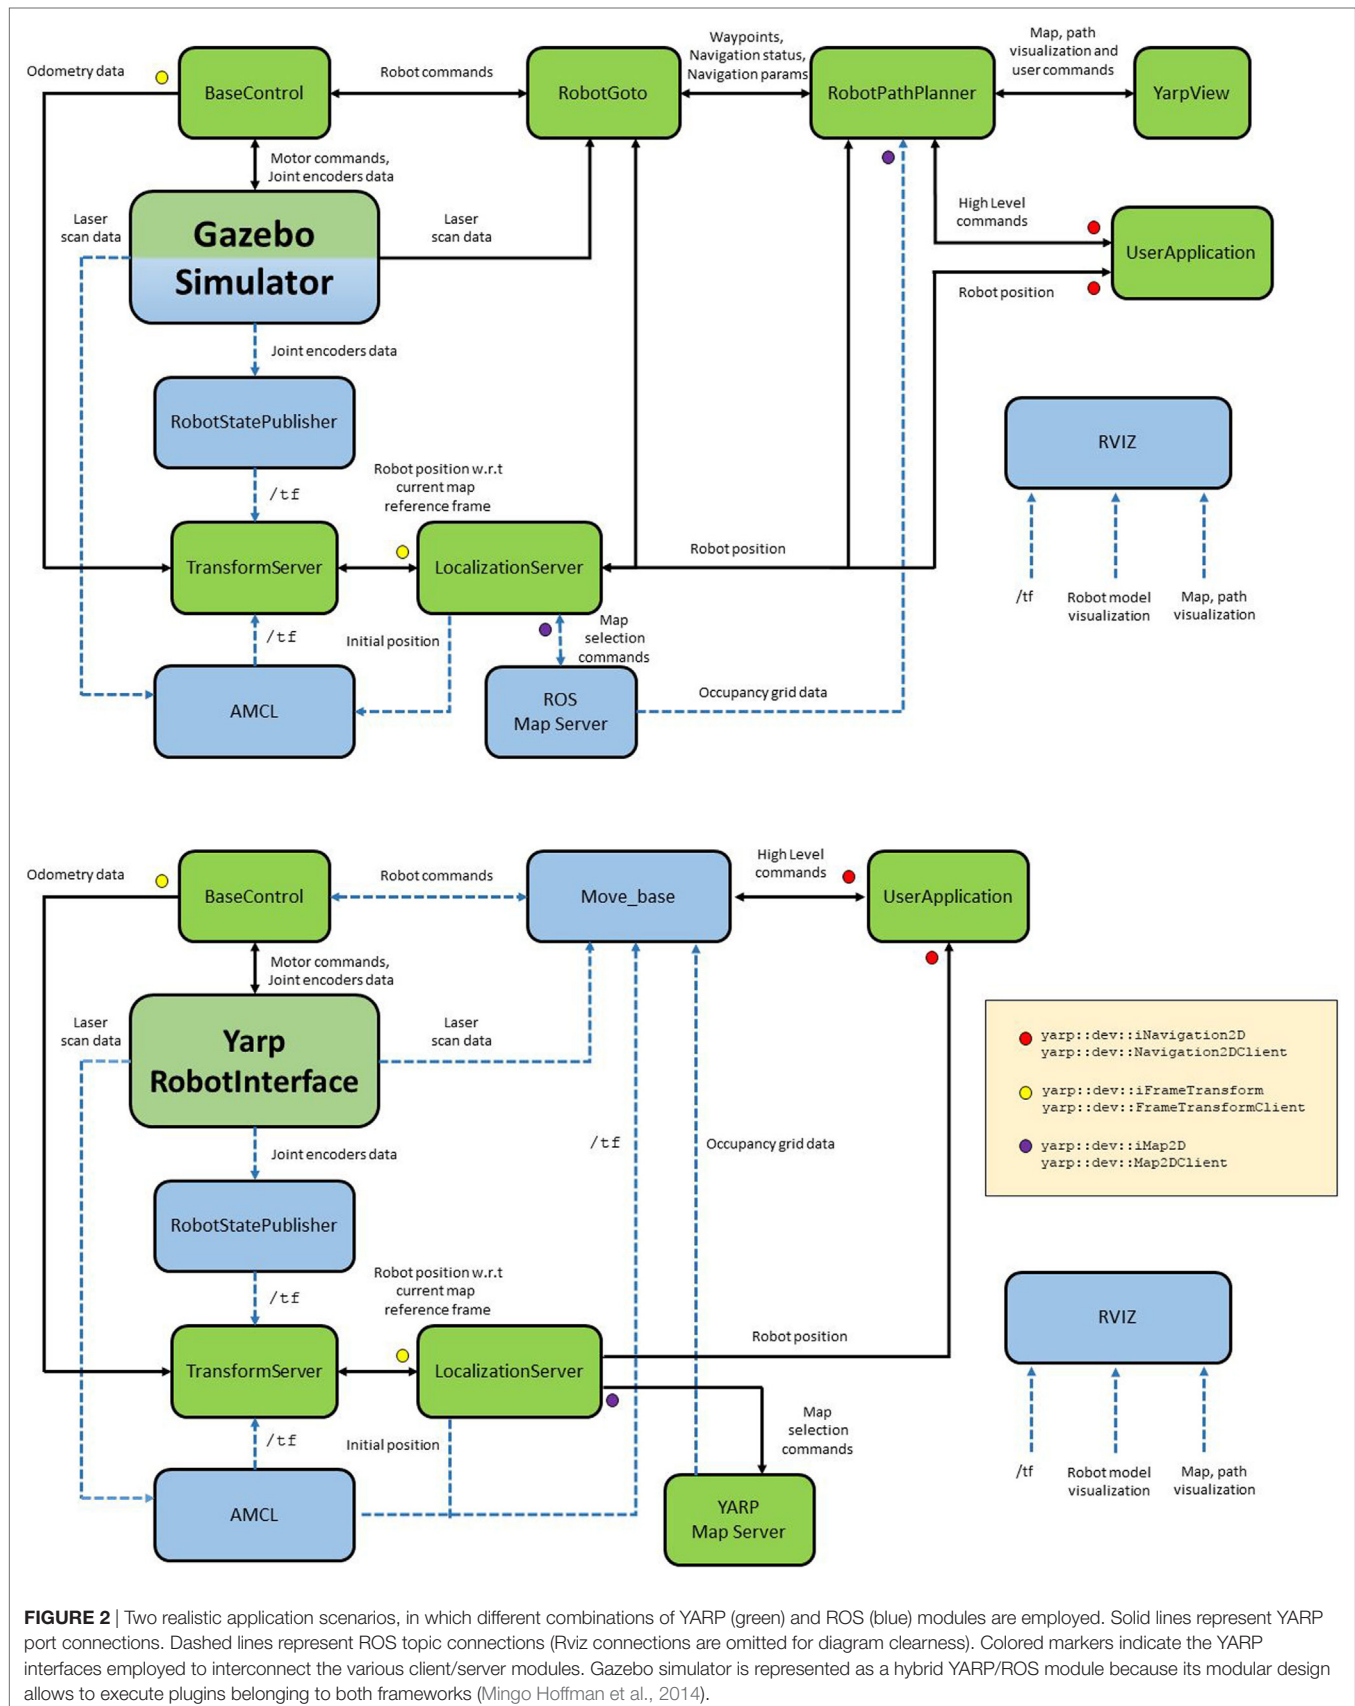 Waypoints,
Navigation status,
Navigation params
Map, path
visualization and
user commands
Odometry data
BaseControl
Robot commands
RobotGoto
RobotPathPlanner
YarpView
Motor commands,
Joint encoders data
Laser
scan data
Gazebo
Simulator
Laser
scan data
High Level
commands
UserApplication
Robot position
Joint encoders data
RobotStatePublisher
RVIZ
/tf
Robot position w.r.t
current map
reference frame
TransformServer
LocalizationServer
Robot position
/tf
Robot model
visualization
Map, path
visualization
/tf
Initial position
Map
selection
commands
AMCL
ROS
Map Server
Occupancy grid data
Odometry data
BaseControl
Robot commands
Move_base
High Level
commands
UserApplication
Motor commands,
Joint encoders data
Laser
scan data
Yarp
RobotInterface
Laser
scan data
yarp::dev::iNavigation2D
yarp::dev::Navigation2DClient
yarp::dev::iFrameTransform
yarp::dev::FrameTransformClient
yarp::dev::iMap2D
yarp::dev::Map2DClient
Joint encoders data
/tf
Occupancy grid data
RobotStatePublisher
/tf
Robot position w.r.t
current map
reference frame
RVIZ
TransformServer
LocalizationServer
Robot position
/tf
Initial position
Map
selection
commands
/tf
Robot model
visualization
Map, path
visualization
AMCL
YARP
Map Server
FIGURE 2 | Two realistic application scenarios, in which different combinations of YARP (green) and ROS (blue) modules are employed. Solid lines represent YARP
port connections. Dashed lines represent ROS topic connections (Rviz connections are omitted for diagram clearness). Colored markers indicate the YARP
interfaces employed to interconnect the various client/server modules. Gazebo simulator is represented as a hybrid YARP/ROS module because its modular design
allows to execute plugins belonging to both frameworks (Mingo Hoffman et al., 2014).